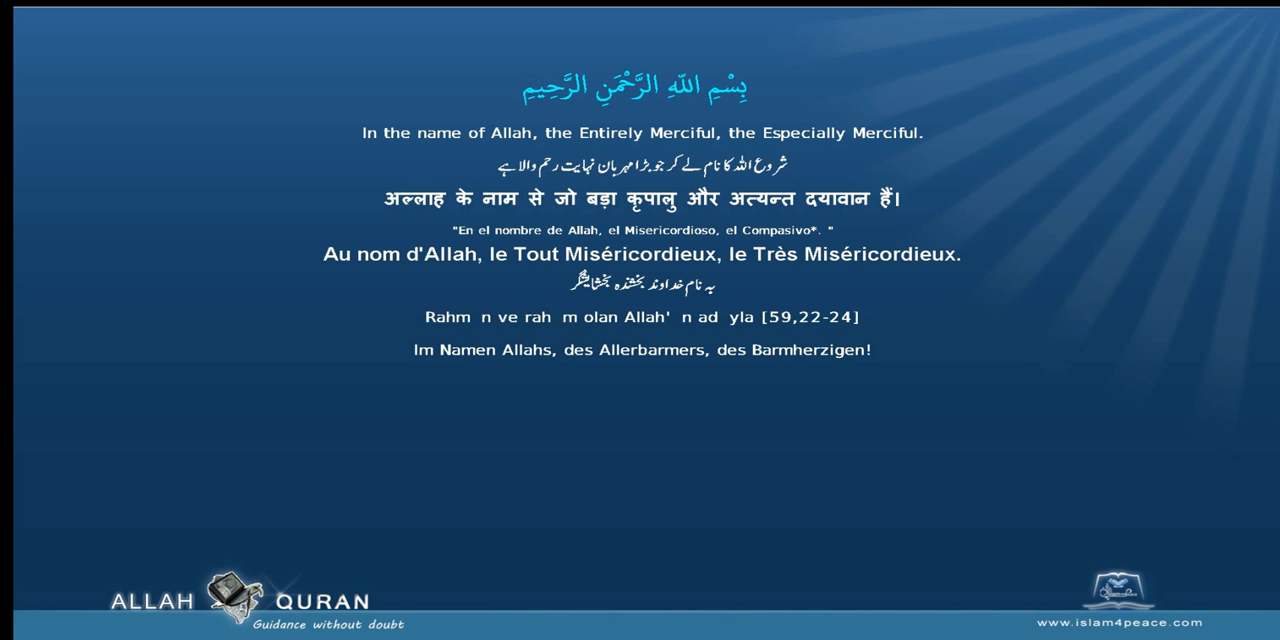 بِسْمِ اللّهِ الرَّحْمَنِ الرَّحِيمِ
In the name of Allah, the Entirely Merciful, the Especially Merciful.
شروع اللہ کا نام لے کر جو بڑا مہربان نہایت رحم والا ہے
अल्लाह के नाम से जो बड़ा कृपालु और अत्यन्त दयावान हैं।
"En el nombre de Allah, el Misericordioso, el Compasivo*. "
Au nom d'Allah, le Tout Miséricordieux, le Très Miséricordieux.
به نام خداوند بخشنده بخشایشگر
Rahm n ve rah m olan Allah' n ad yla [59,22-24]
Im Namen Allahs, des Allerbarmers, des Barmherzigen!
ALLAH QURAN
Guidance without doubt
www.islam4peace.com